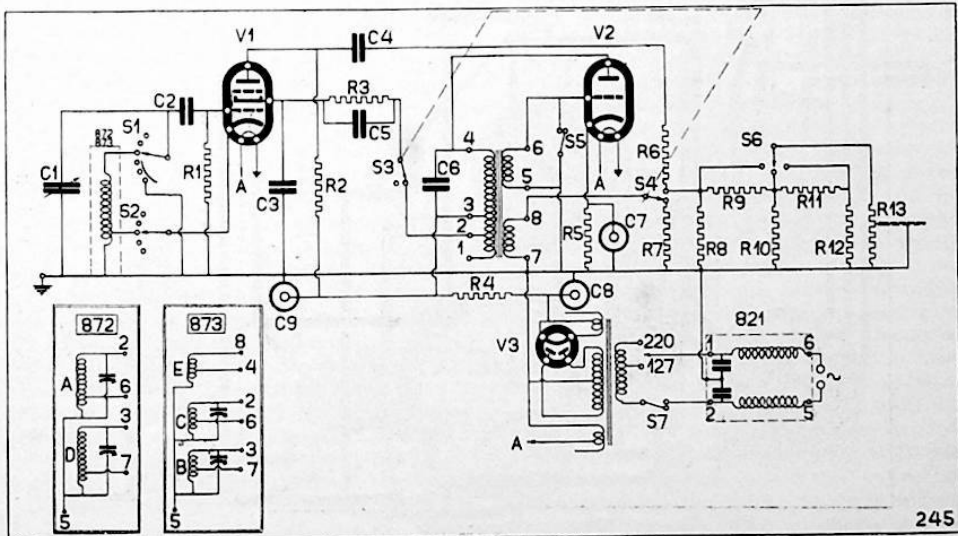 V1
C4
V2
C2
S1
872
873
C1
R1
A
C3
R2
R3
C5
S3
C6
4
3
2
1
6
5
8
7
S5
A
R6
S4
R5
C7
R7
S6
R9
R11
R13
R8
R10
R12
S2
C9
R4
C8
V3
220
127
S7
A
821
1
6
2
5
~
872
A
2
6
D
3
7
5
873
E
8
4
C
2
6
B
3
7
5
245